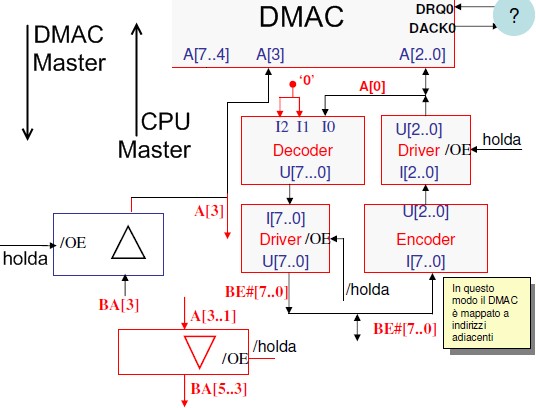 DMAC
DRQ0
DACK0
?
DMAC
Master
A[7..4]
A[3]
A[2..0]
CPU
Master
'0'
A[0]
I2 I1 I0
Decoder
U[7...0]
U[2..0]
Driver /OE
I[2..0]
holda
A[3]
/OE
holda
BA[3]
I[7..0]
Driver /OE
U[7..0]
/holda
U[2..0]
Encoder
I[7..0]
BE#[7..0]
BE#[7..0]
A[3..1]
/OE
/holda
BA[5..3]
In questo
modo il DMAC
è mappato a
indirizzi
adiacenti